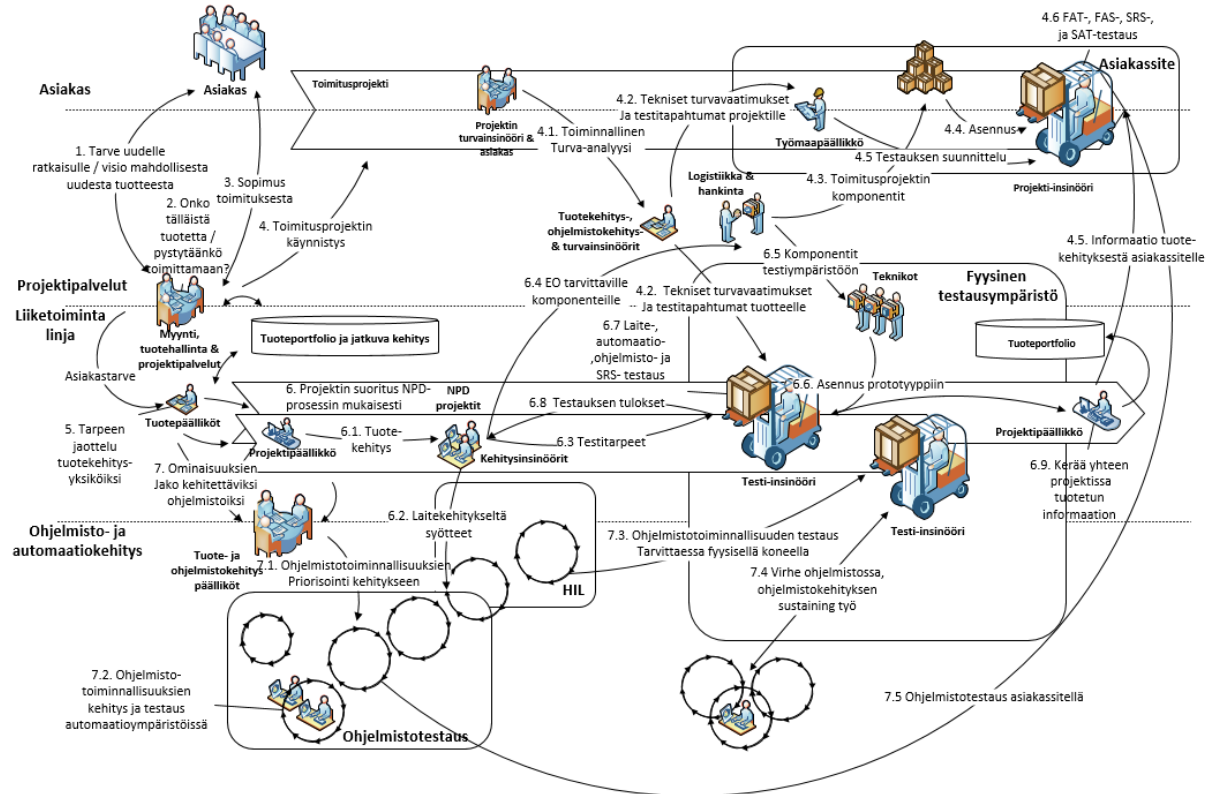 4.6 FAT-, FAS-, SRS-,
ja SAT-testaus
Asiakassite
Asiakas
Asiakas
Toimitusprojekti
Projektin
turvainsinööri &
asiakas
4.1. Toiminnallinen
Turva-analyysi
4.2. Tekniset turvavaatimukset
Ja testitapahtumat projektille
Työmaapäällikkö
4.4. Asennus
4.5 Testauksen suunnittelu
4.3. Toimitusprojektin
komponentit
Projekti-insinööri
1. Tarve uudelle
ratkaisulle / visio mahdollisesta
uudesta tuotteesta
2. Onko
tälläistä
tuotetta /
pystytäänkö
toimittamaan?
3. Sopimus
toimituksesta
4. Toimitusprojektin
käynnistys
Logistiikka &
hankinta
Tuotekehitys-,
ohjelmistokehitys-
& turvainsinöörit
6.5 Komponentit
testiympäristöön
4.5. Informaatio tuote-
kehityksestä asiakassitelle
Projektipalvelut
Liiketoiminta
linja
6.4 EO tarvittaville
komponenteille
4.2. Tekniset turvavaatimukset
Ja testitapahtumat tuotteelle
Teknikot
Fyysinen
testausympäristö
Myynti,
tuotehallinta &
projektipalvelut
Tuoteportfolio ja jatkuva kehitys
6.7 Laite-,
automaatio-
,ohjelmisto- ja
SRS- testaus
Tuoteportfolio
Asiakastarve
Tuotepäälliköt
6. Projektin suoritus NPD-
prosessin mukaisesti
NPD
projektit
6.8 Testauksen tulokset
6.6. Asennus prototyyppiin
5. Tarpeen
jaottelu
tuotekehitys-
yksiköiksi
6.1. Tuote-
kehitys
Projektipäällikkö
Kehitysinsinöörit
6.3 Testitarpeet
Testi-insinööri
Projektipäällikkö
7. Ominaisuuksien
Jako kehitettäviksi
ohjelmistoiksi
6.9. Kerää yhteen
projektissa
tuotetun
informaation
Ohjelmisto- ja
automaatiokehitys
6.2. Laitekehitykseltä
syötteet
7.3. Ohjelmistotoiminnallisuuden testaus
Tarvittaessa fyysisellä koneella
Testi-insinööri
Tuote- ja
ohjelmistokehitys
päälliköt
7.1. Ohjelmistotoiminnallisuuksien
Priorisointi kehitykseen
HIL
7.4 Virhe ohjelmistossa,
ohjelmistokehityksen
sustaining työ
7.2. Ohjelmisto-
toiminnallisuuksien
kehitys ja testaus
automaatioympäristöissä
Ohjelmistotestaus
7.5 Ohjelmistotestaus asiakassitellä